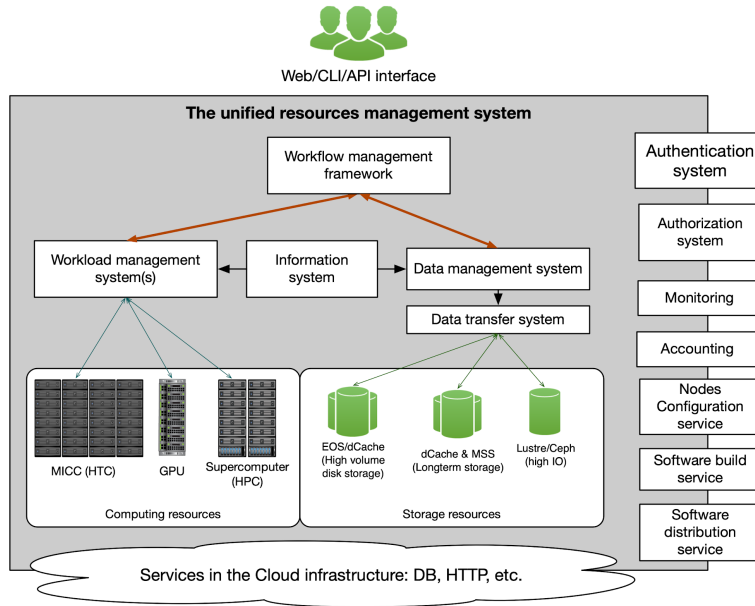 Web/CLI/API interface
The unified resources management system
Workflow management
framework
Workload management
system(s)
Information
system
Data management system
Data transfer system
MICC (HTC)
GPU
Supercomputer
(HPC)
Computing resources
EOS/dCache
(High volume
disk storage)
dCache & MSS
(Longterm storage)
Lustre/Ceph
(high IO)
Storage resources
Authentication
system
Authorization
system
Monitoring
Accounting
Nodes
Configuration
service
Software build
service
Software
distribution
service
Services in the Cloud infrastructure: DB, HTTP, etc.